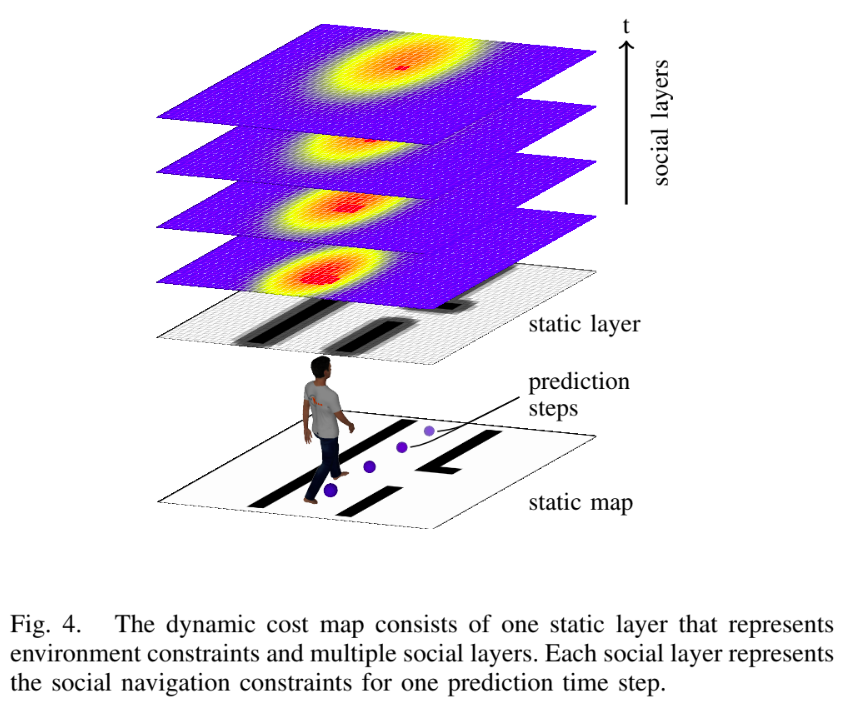 t
social layers
static layer
prediction
steps
static map
Fig. 4. The dynamic cost map consists of one static layer that represents
environment constraints and multiple social layers. Each social layer represents
the social navigation constraints for one prediction time step.